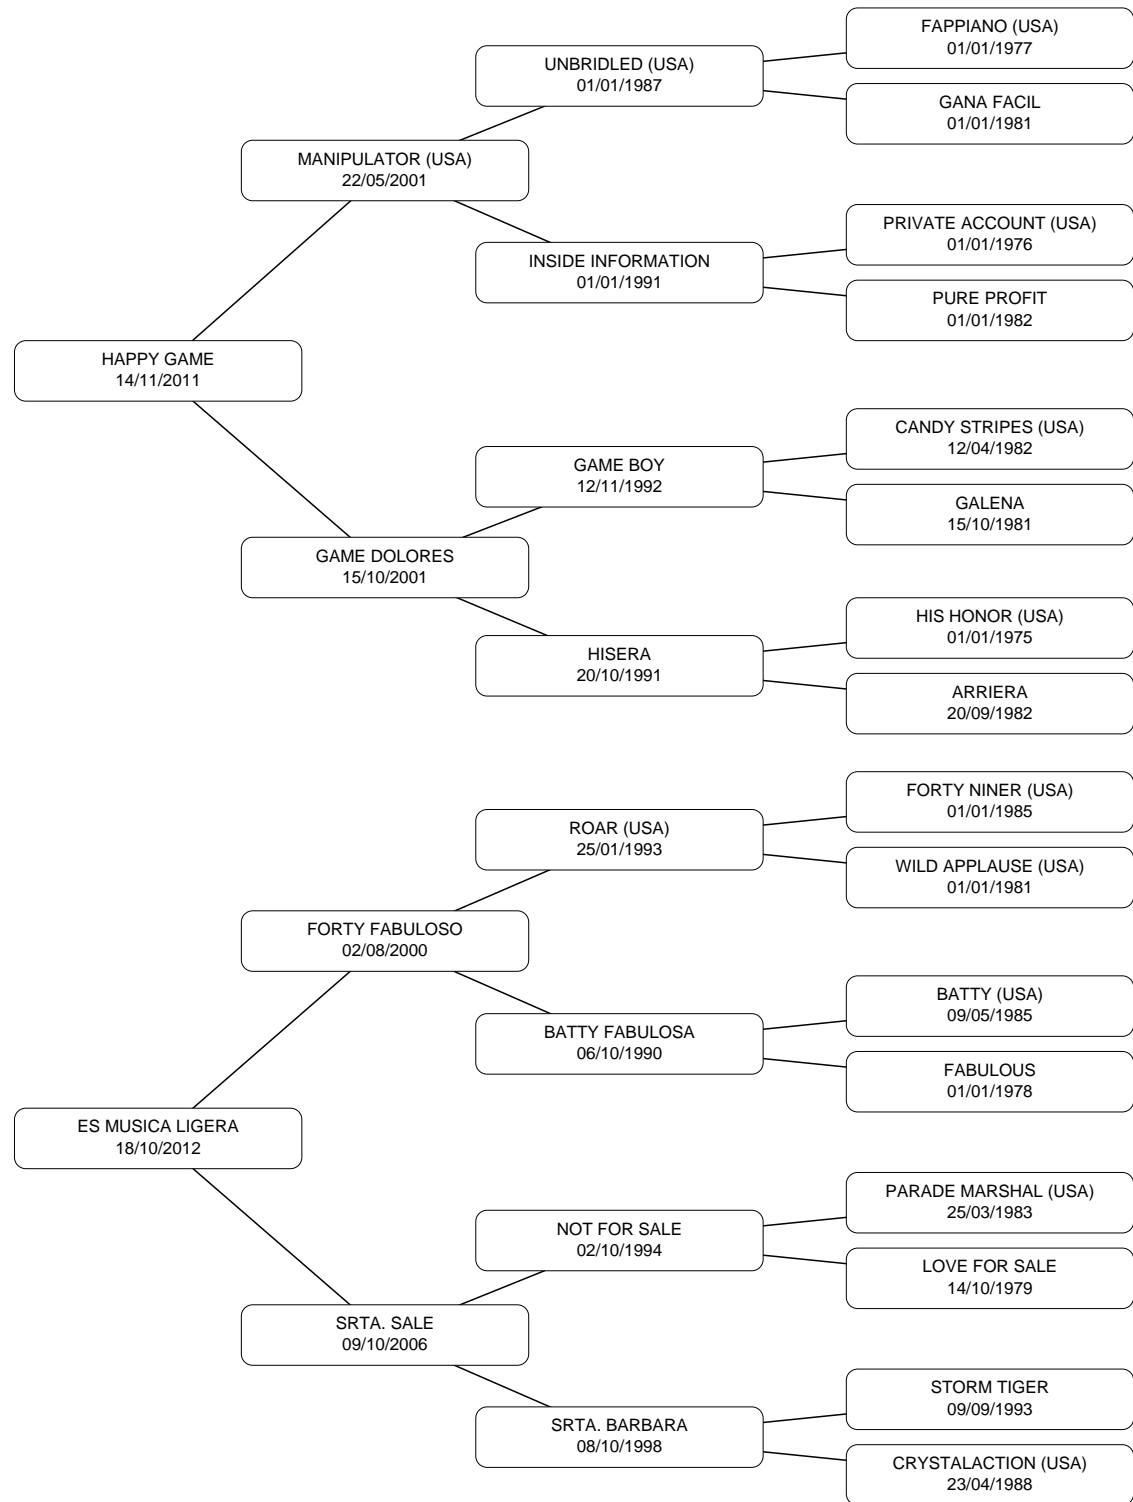 FAPPIANO (USA)
01/01/1977
UNBRIDLED (USA)
01/01/1987
GANA FACIL
01/01/1981
MANIPULATOR (USA)
22/05/2001
PRIVATE ACCOUNT (USA)
01/01/1976
INSIDE INFORMATION
01/01/1991
PURE PROFIT
01/01/1982
HAPPY GAME
14/11/2011
CANDY STRIPES (USA)
12/04/1982
GAME BOY
12/11/1992
GALENA
15/10/1981
GAME DOLORES
15/10/2001
HIS HONOR (USA)
01/01/1975
HISERA
20/10/1991
ARRIERA
20/09/1982
FORTY NINER (USA)
01/01/1985
ROAR (USA)
25/01/1993
WILD APPLAUSE (USA)
01/01/1981
FORTY FABULOSO
02/08/2000
BATTY (USA)
09/05/1985
BATTY FABULOSA
06/10/1990
FABULOUS
01/01/1978
ES MUSICA LIGERA
18/10/2012
PARADE MARSHAL (USA)
25/03/1983
NOT FOR SALE
02/10/1994
LOVE FOR SALE
14/10/1979
SRTA. SALE
09/10/2006
STORM TIGER
09/09/1993
SRTA. BARBARA
08/10/1998
CRYSTALACTION (USA)
23/04/1988